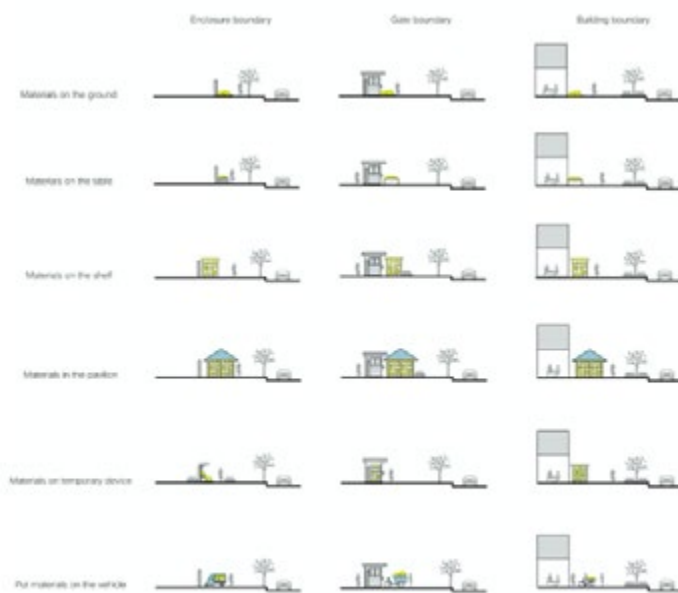 Enclosure boundary
Gate boundary
Building boundary
Materials on the ground
Materials on the table
Materials on the shelf
Materials in the pavilion
Materials on temporary device
Put materials on the vehicle